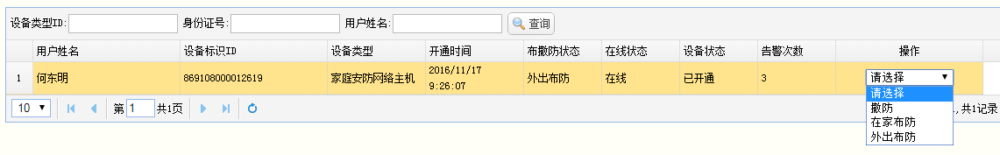 设备类型ID: 身份证号: 用户姓名: 查询
用户姓名 设备标识ID 设备类型 开通时间 布撤防状态 在线状态 设备状态 告警次数 操作
1 何东明 869108000012619 家庭安防网络主机 2016/11/17 9:26:07 外出布防 在线 已开通 3 请选择
请选择
撤防
在家布防
外出布防
10 第 1 共1页 ,共1记录